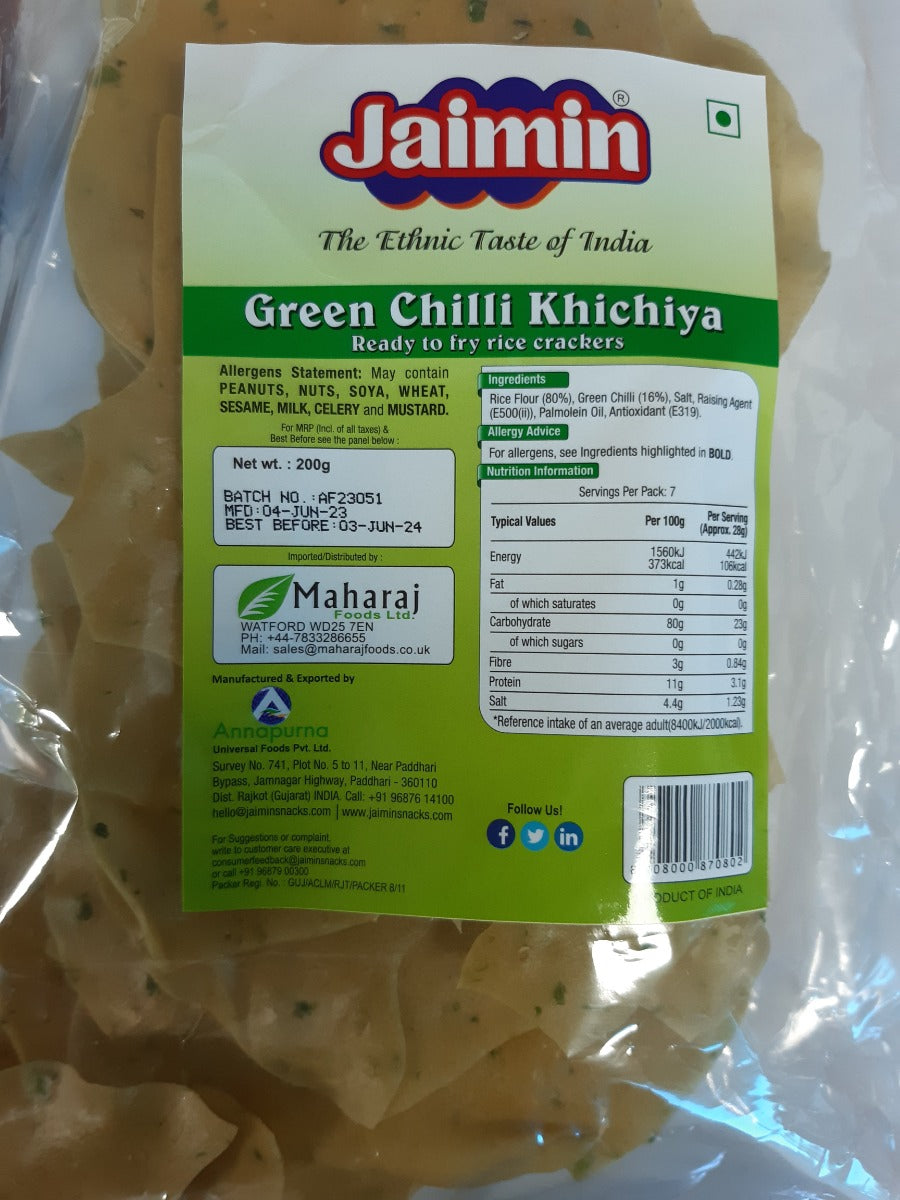 Jaimin ®
The Ethnic Taste of India
Green Chilli Khichiya
Ready to fry rice crackers
Allergens Statement: May contain
PEANUTS, NUTS, SOYA, WHEAT,
SESAME, MILK, CELERY and MUSTARD.
For MRP (Incl. of all taxes) &
Best Before see the panel below :
Net wt. : 200g
BATCH NO. :AF23051
MFD:04-JUN-23
BEST BEFORE:03-JUN-24
Imported/Distributed by :
Maharaj
Foods Ltd.
WATFORD WD25 7EN
PH: +44-7833286655
Mail: sales@maharajfoods.co.uk
Manufactured & Exported by
Annapurna
Universal Foods Pvt. Ltd.
Survey No. 741, Plot No. 5 to 11, Near Paddhari
Bypass, Jamnagar Highway, Paddhari - 360110
Dist. Rajkot (Gujarat) INDIA. Call: +91 96876 14100
hello@jaiminsnacks.com | www.jaiminsnacks.com
For Suggestions or complaint,
write to customer care executive at
consumerfeedback@jaiminsnacks.com
or call +91 96879 00300
Packer Regi. No. : GUJ/ACLM/RJT/PACKER 8/11
Ingredients
Rice Flour (80%), Green Chilli (16%), Salt, Raising Agent
(E500(ii)), Palmolein Oil, Antioxidant (E319).
Allergy Advice
For allergens, see Ingredients highlighted in BOLD.
Nutrition Information
Servings Per Pack: 7
Typical Values Per 100g Per Serving
(Approx. 28g)
Energy 1560kJ 442kJ
373kcal 106kcal
Fat 1g 0.28g
of which saturates 0g 0g
Carbohydrate 80g 23g
of which sugars 0g 0g
Fibre 3g 0.84g
Protein 11g 3.1g
Salt 4.4g 1.23g
*Reference intake of an average adult(8400kJ/2000kcal).
Follow Us!
08000 870802
OF INDIA